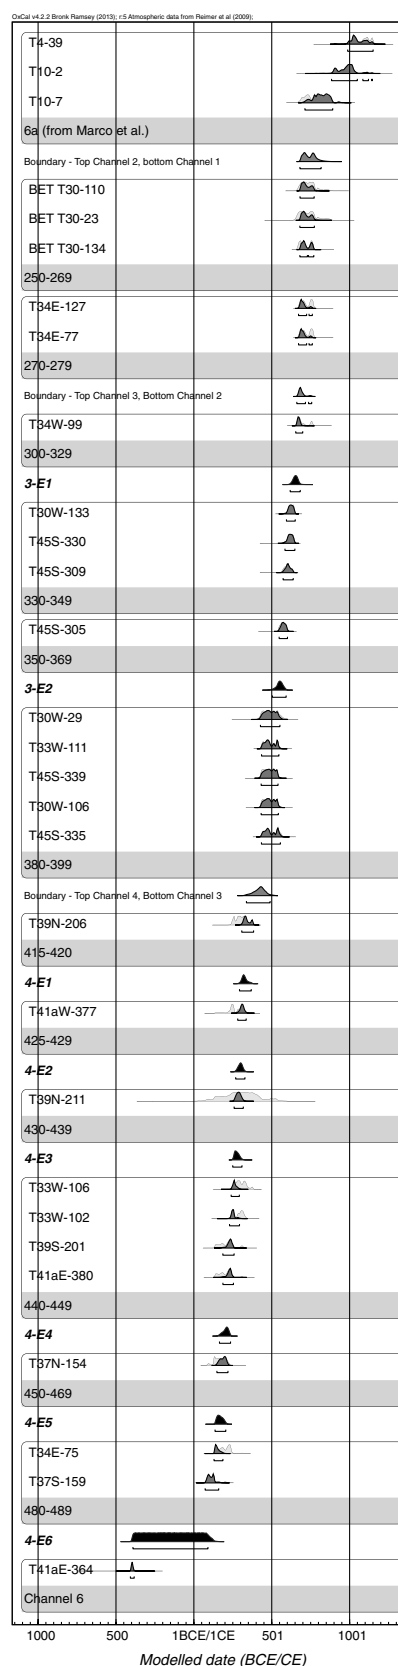 OxCal v4.2.2 Bronk Ramsey (2013); r:5 Atmospheric data from Reimer et al (2009);
T4-39
T10-2
T10-7
6a (from Marco et al.)
Boundary - Top Channel 2, bottom Channel 1
BET T30-110
BET T30-23
BET T30-134
250-269
T34E-127
T34E-77
270-279
Boundary - Top Channel 3, Bottom Channel 2
T34W-99
300-329
3-E1
T30W-133
T45S-330
T45S-309
330-349
T45S-305
350-369
3-E2
T30W-29
T33W-111
T45S-339
T30W-106
T45S-335
380-399
Boundary - Top Channel 4, Bottom Channel 3
T39N-206
415-420
4-E1
T41aW-377
425-429
4-E2
T39N-211
430-439
4-E3
T33W-106
T33W-102
T39S-201
T41aE-380
440-449
4-E4
T37N-154
450-469
4-E5
T34E-75
T37S-159
480-489
4-E6
T41aE-364
Channel 6
1000 500 1BCE/1CE 501 1001
Modelled date (BCE/CE)